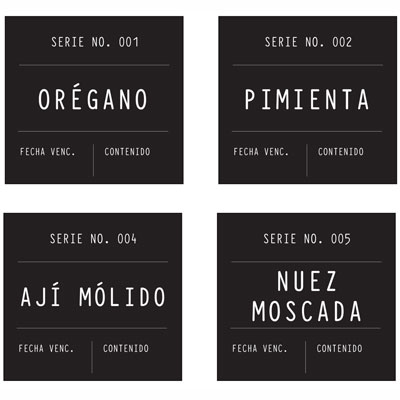 SERIE NO. 001
ORÉGANO
FECHA VENC. CONTENIDO
SERIE NO. 002
PIMIENTA
FECHA VENC. CONTENIDO
SERIE NO. 004
AJÍ MÓLIDO
FECHA VENC. CONTENIDO
SERIE NO. 005
NUEZ
MOSCADA
FECHA VENC. CONTENIDO